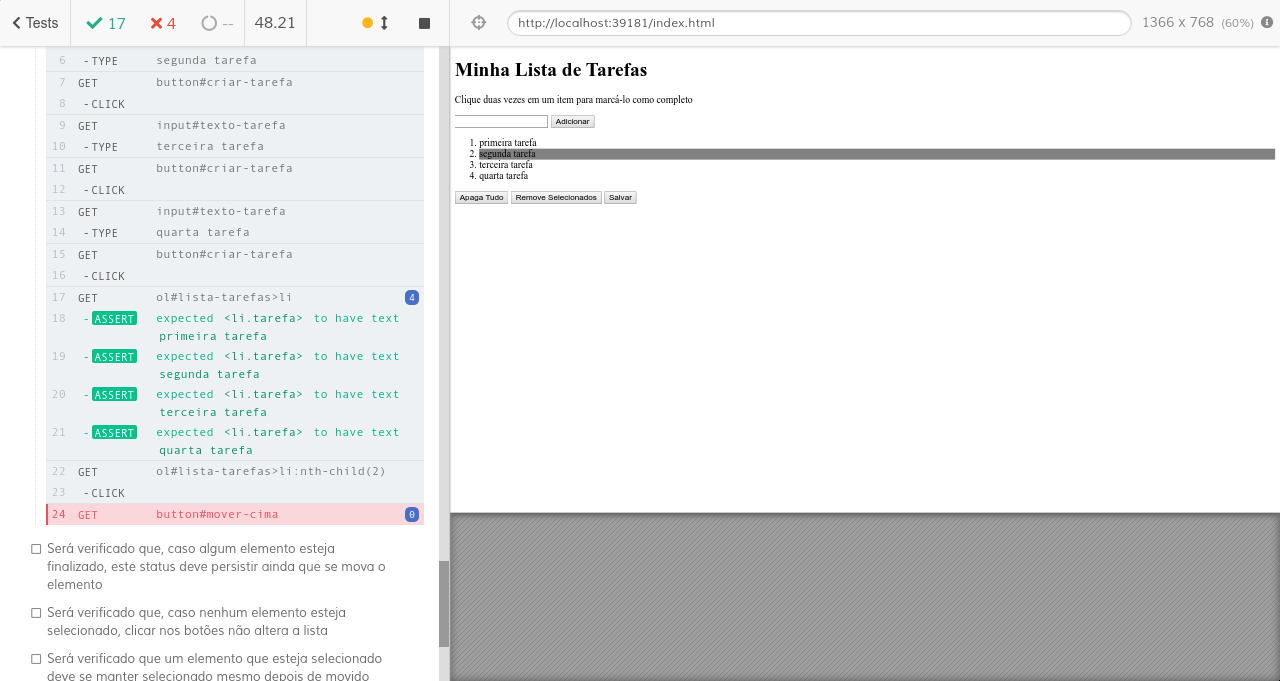 Tests 17 4 -- 48.21
6 -TYPE segunda tarefa
7 GET button#criar-tarefa
8 -CLICK
9 GET input#texto-tarefa
10 -TYPE terceira tarefa
11 GET button#criar-tarefa
12 -CLICK
13 GET input#texto-tarefa
14 -TYPE quarta tarefa
15 GET button#criar-tarefa
16 -CLICK
17 GET ol#lista-tarefas>li 4
18 -ASSERT expected <li.tarefa> to have text
primeira tarefa
19 -ASSERT expected <li.tarefa> to have text
segunda tarefa
20 -ASSERT expected <li.tarefa> to have text
terceira tarefa
21 -ASSERT expected <li.tarefa> to have text
quarta tarefa
22 GET ol#lista-tarefas>li:nth-child(2)
23 -CLICK
24 GET button#mover-cima 0
Será verificado que, caso algum elemento esteja
finalizado, este status deve persistir ainda que se mova o
elemento
Será verificado que, caso nenhum elemento esteja
selecionado, clicar nos botões não altera a lista
Será verificado que um elemento que esteja selecionado
deve se manter selecionado mesmo depois de movido
http://localhost:39181/index.html 1366 x 768 (60%)
Minha Lista de Tarefas
Clique duas vezes em um item para marcá-lo como completo
Adicionar
1. primeira tarefa
2. segunda tarefa
3. terceira tarefa
4. quarta tarefa
Apaga Tudo Remove Selecionados Salvar